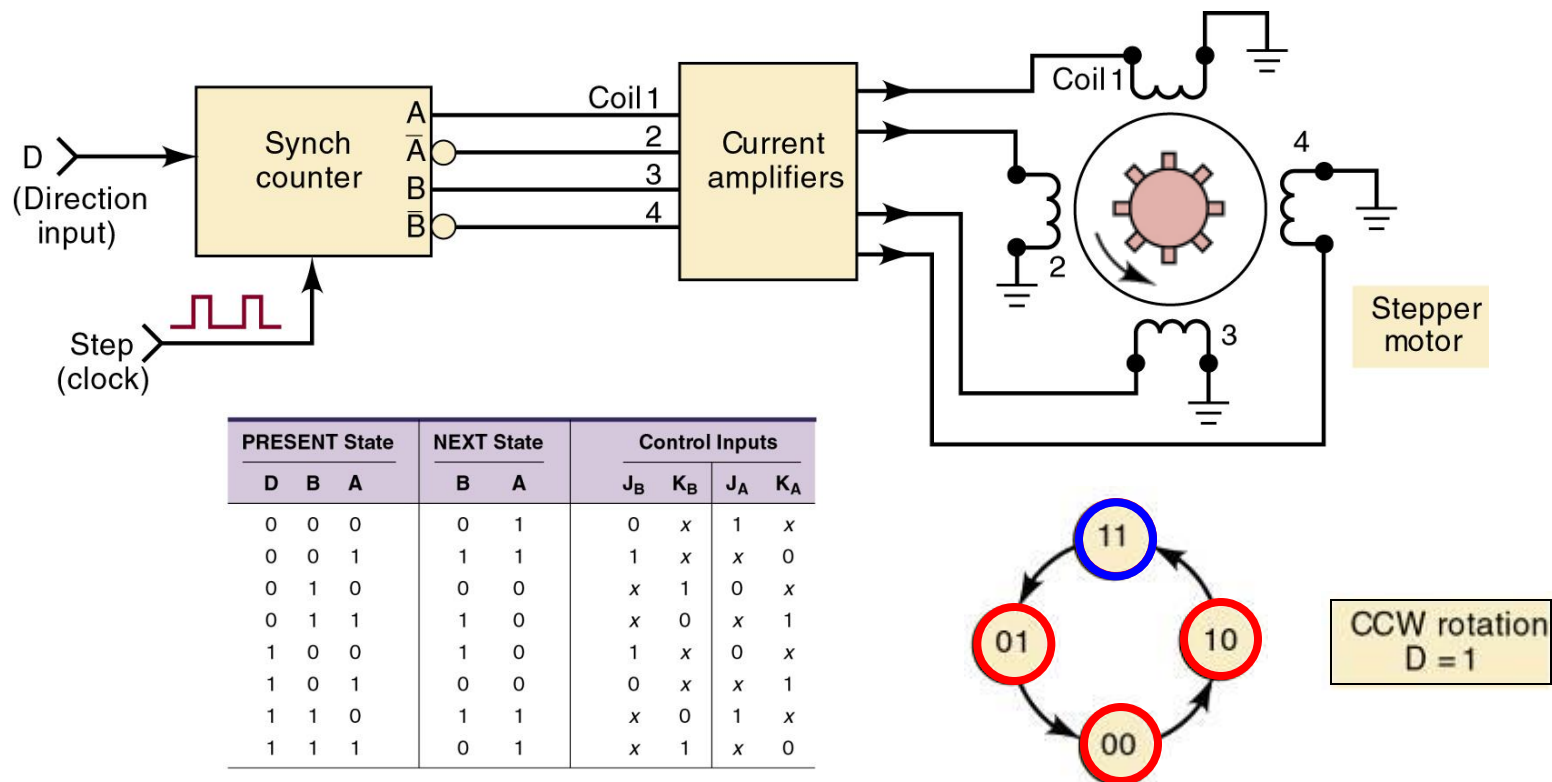 D
(Direction
input)
Step
(clock)
Synch
counter
A
A̅
B
B̅
Coil 1
2
3
4
Current
amplifiers
Coil 1
2
3
4
Stepper
motor
PRESENT State NEXT State Control Inputs
D B A B A J_B K_B J_A K_A
0 0 0 0 1 0 x 1 x
0 0 1 1 1 1 x x 0
0 1 0 0 0 x 1 0 x
0 1 1 1 0 x 0 x 1
1 0 0 1 0 1 x 0 x
1 0 1 0 0 0 x x 1
1 1 0 1 1 x 0 1 x
1 1 1 0 1 x 1 x 0
11
01
10
00
CCW rotation
D = 1